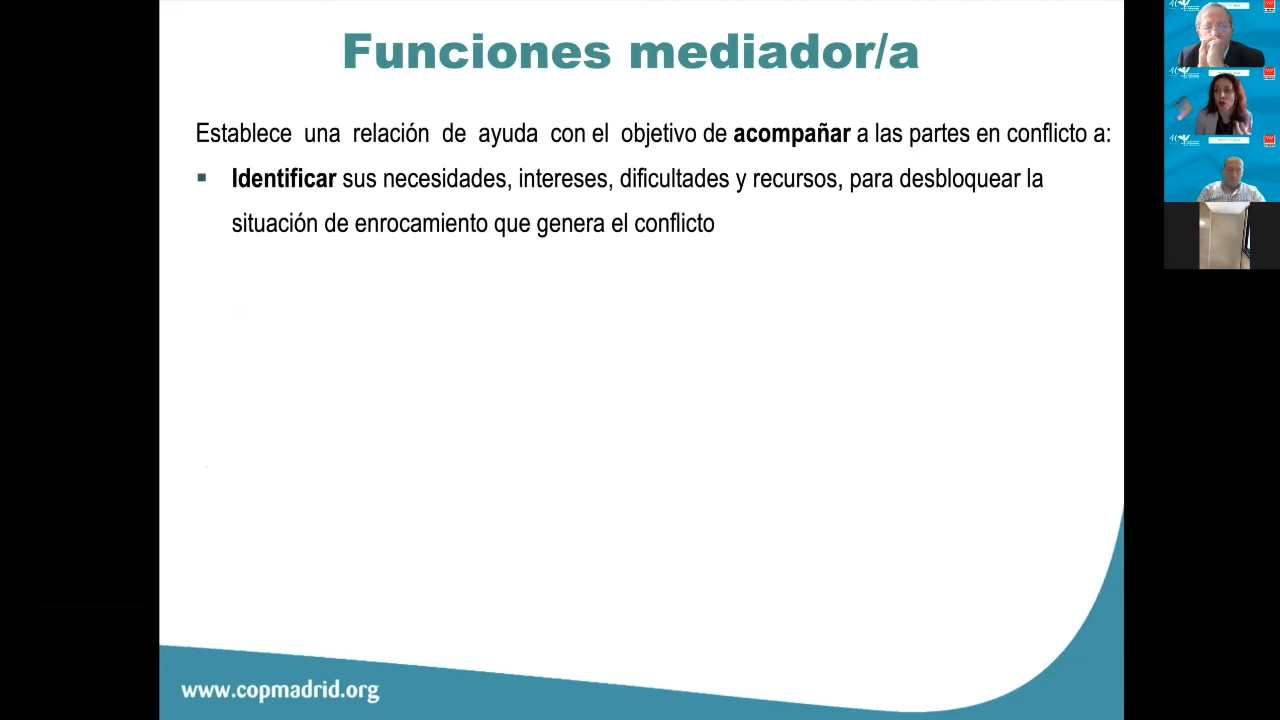 Funciones mediador/a
Establece una relación de ayuda con el objetivo de acompañar a las partes en conflicto a:
▪ Identificar sus necesidades, intereses, dificultades y recursos, para desbloquear la
situación de enrocamiento que genera el conflicto
www.copmadrid.org